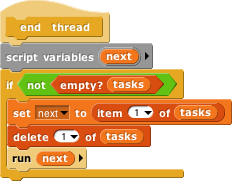 end thread
script variables next
if not empty? tasks
set next to item 1 of tasks
delete 1 of tasks
run next